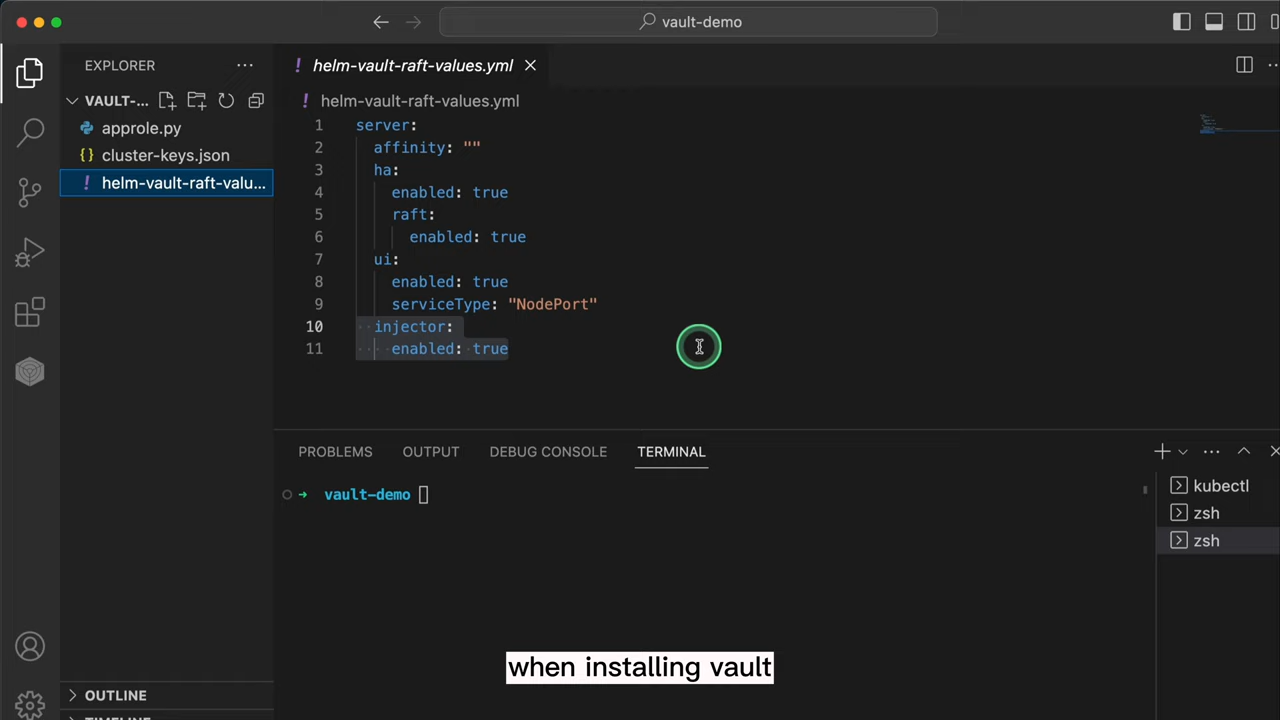 vault-demo
EXPLORER
VAULT-...
approle.py
{} cluster-keys.json
! helm-vault-raft-valu...
! helm-vault-raft-values.yml
! helm-vault-raft-values.yml
1 server:
2 affinity: ""
3 ha:
4 enabled: true
5 raft:
6 enabled: true
7 ui:
8 enabled: true
9 serviceType: "NodePort"
10 injector:
11 enabled: true
PROBLEMS OUTPUT DEBUG CONSOLE TERMINAL
vault-demo
kubectl
zsh
zsh
when installing vault
OUTLINE
TIMELINE